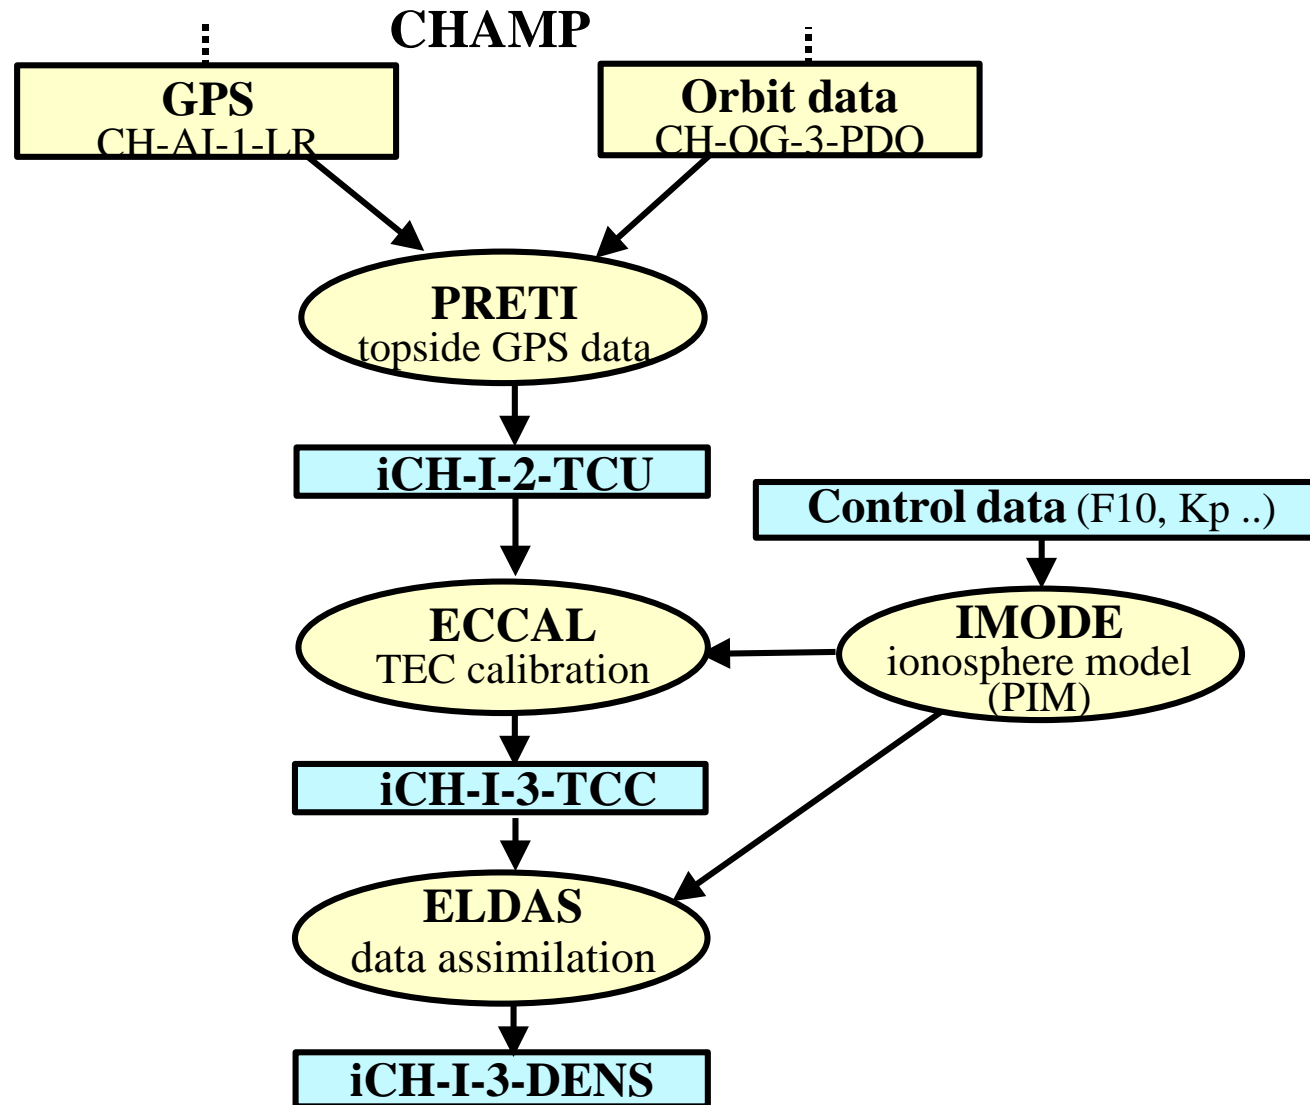 CHAMP
GPS
CH-AI-1-LR
Orbit data
CH-OG-3-PDO
PRETI
topside GPS data
iCH-I-2-TCU
Control data (F10, Kp ..)
ECCAL
TEC calibration
IMODE
ionosphere model
(PIM)
iCH-I-3-TCC
ELDAS
data assimilation
iCH-I-3-DENS